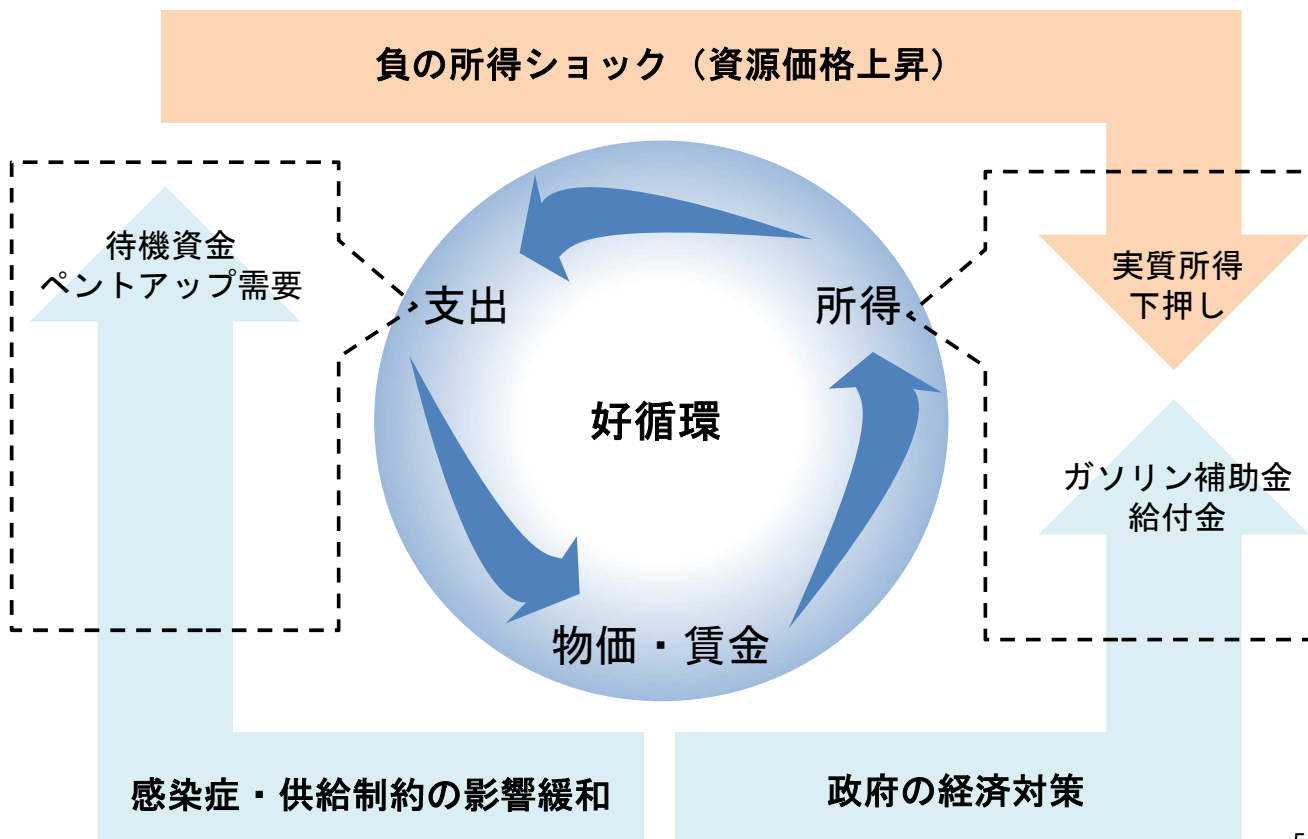 負の所得ショック（資源価格上昇）
待機資金
ペントアップ需要
支出
所得
実質所得
下押し
好循環
ガソリン補助金
給付金
物価・賃金
感染症・供給制約の影響緩和
政府の経済対策
5